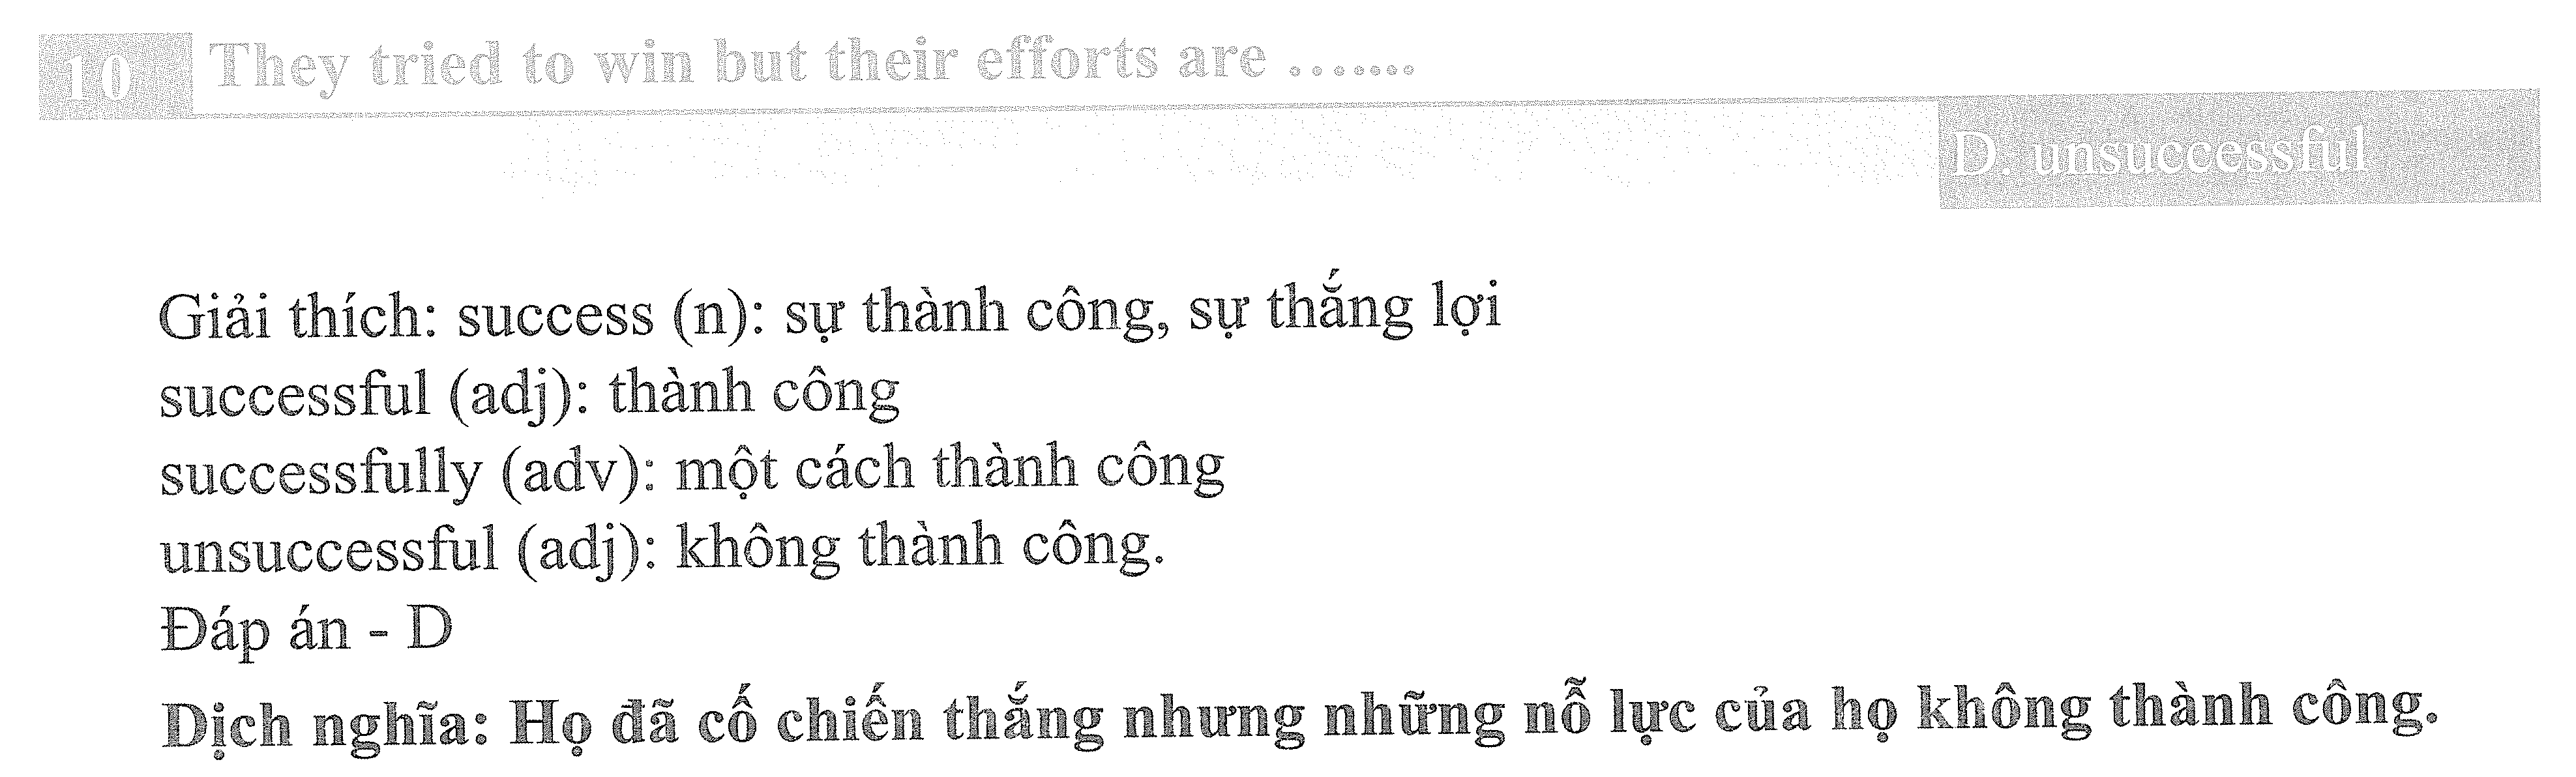 10 They tried to win but their efforts are ...….
D. unsuccessful
Giải thích: success (n): sự thành công, sự thắng lợi
successful (adj): thành công
successfully (adv): một cách thành công
unsuccessful (adj): không thành công.
Đáp án - D
Dịch nghĩa: Họ đã cố chiến thắng nhưng những nỗ lực của họ không thành công.